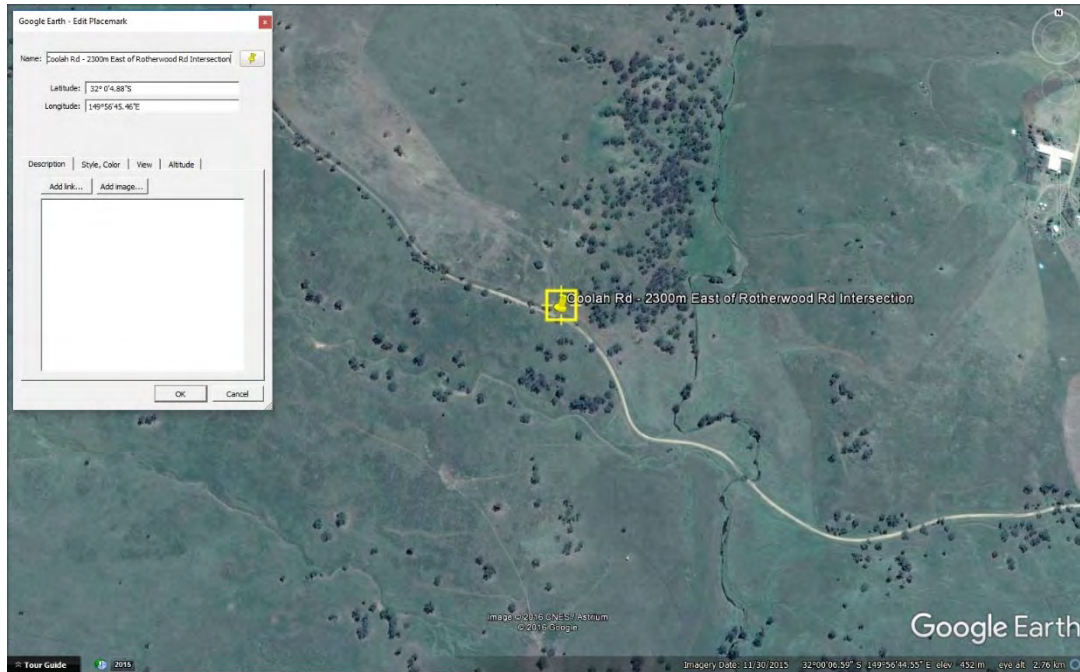 Google Earth - Edit Placemark
x
Name: Coolah Rd - 2300m East of Rotherwood Rd Intersection
Latitude: 32° 0'4.88"S
Longitude: 149°56'45.46"E
Description Style, Color View Altitude
Add link... Add image...
OK Cancel
N
Coolah Rd - 2300m East of Rotherwood Rd Intersection
Image © 2016 CNES / Astrium
© 2016 Google
Google Earth
Tour Guide 2015 Imagery Date: 11/30/2015 32°00'06.59" S 149°56'44.55" E elev 452 m eye alt 2.76 km